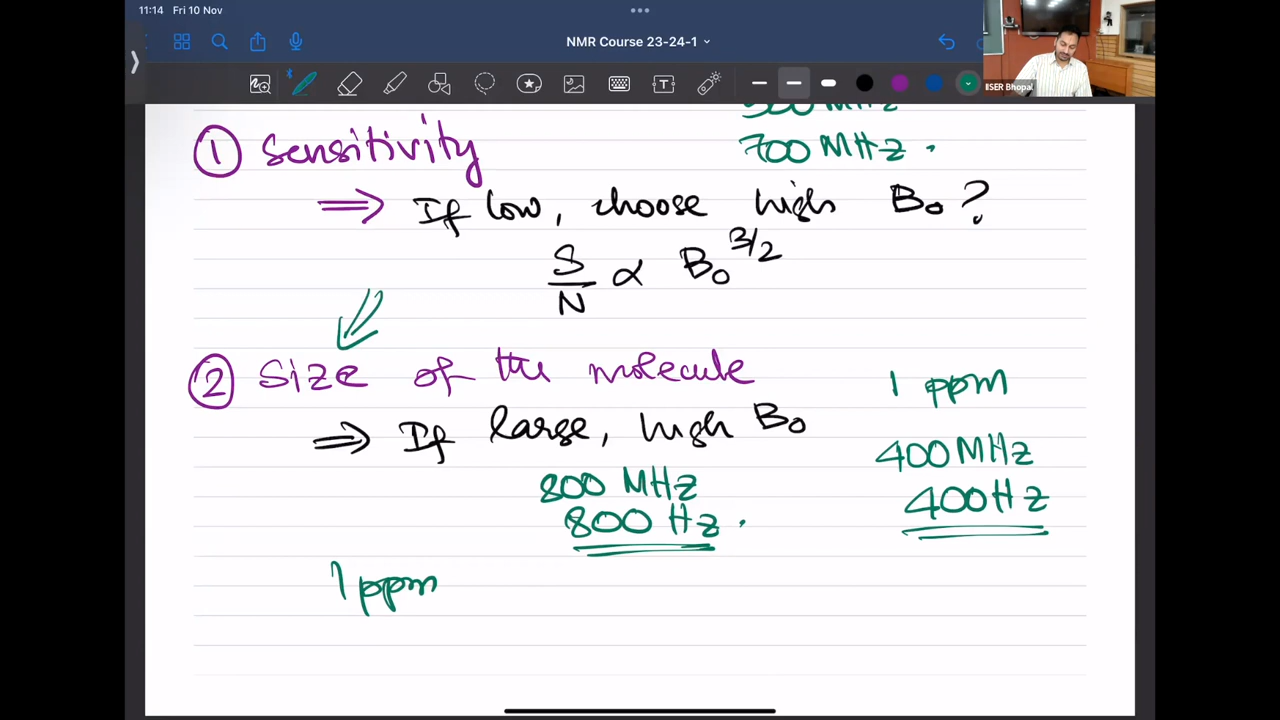 11:14 Fri 10 Nov
NMR Course 23-24-1
IISER Bhopal
500 MHz
① Sensitivity
700 MHz .
⇒ If low, choose high B₀ ?
S/N ∝ B₀^3/2
② Size of the molecule
1 ppm
⇒ If large, high B₀
400 MHz
800 MHz
400 Hz
800 Hz .
1 ppm